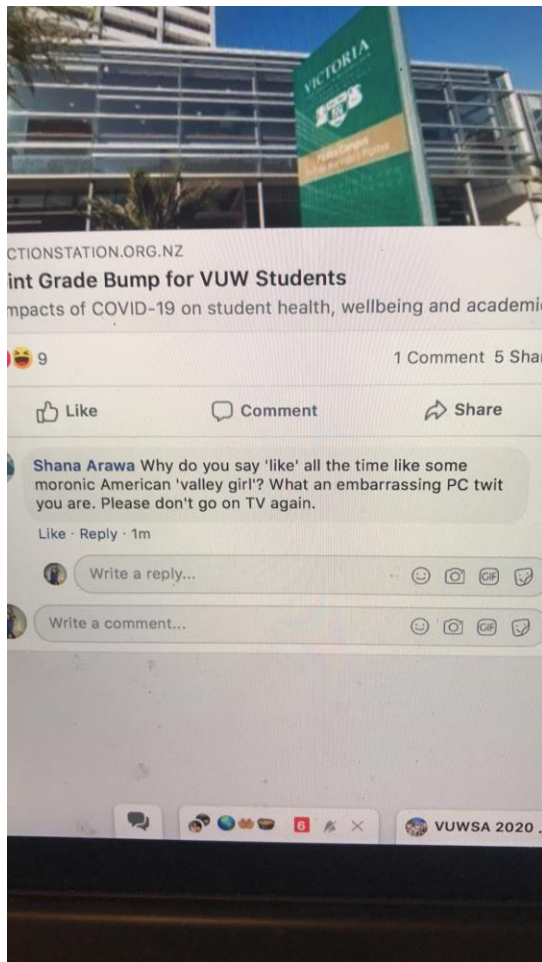 VICTORIA
CTIONSTATION.ORG.NZ
int Grade Bump for VUW Students
mpacts of COVID-19 on student health, wellbeing and academi
9
1 Comment 5 Sha
Like
Comment
Share
Shana Arawa Why do you say 'like' all the time like some
moronic American 'valley girl'? What an embarrassing PC twit
you are. Please don't go on TV again.
Like · Reply · 1m
Write a reply...
GIF
Write a comment...
GIF
6
VUWSA 2020 .